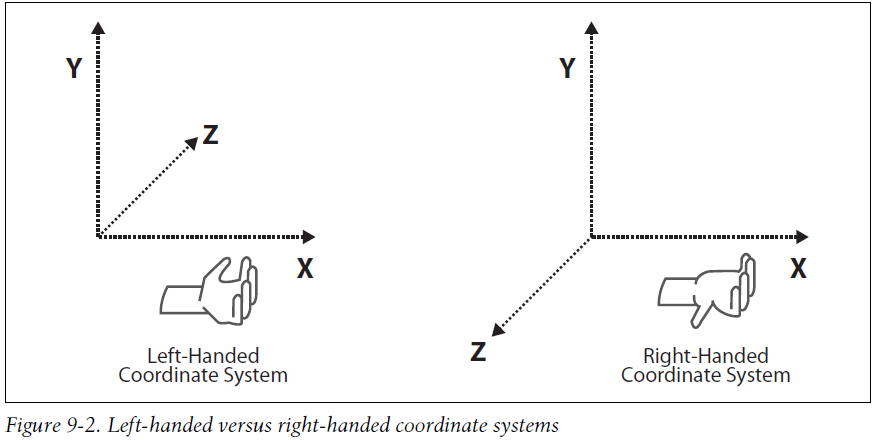 Y
Z
X
Left-Handed
Coordinate System
Y
X
Z
Right-Handed
Coordinate System
Figure 9-2. Left-handed versus right-handed coordinate systems